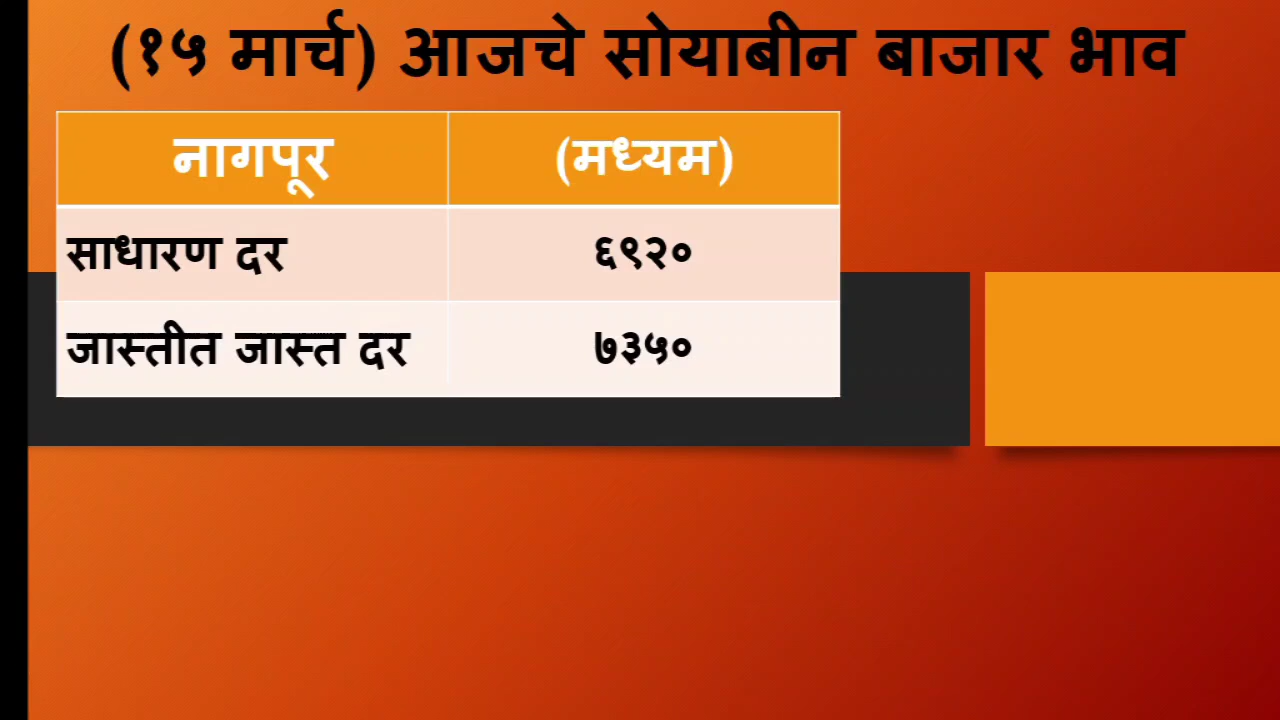 (१५ मार्च) आजचे सोयाबीन बाजार भाव
नागपूर (मध्यम)
साधारण दर ६९२०
जास्तीत जास्त दर ७३५०